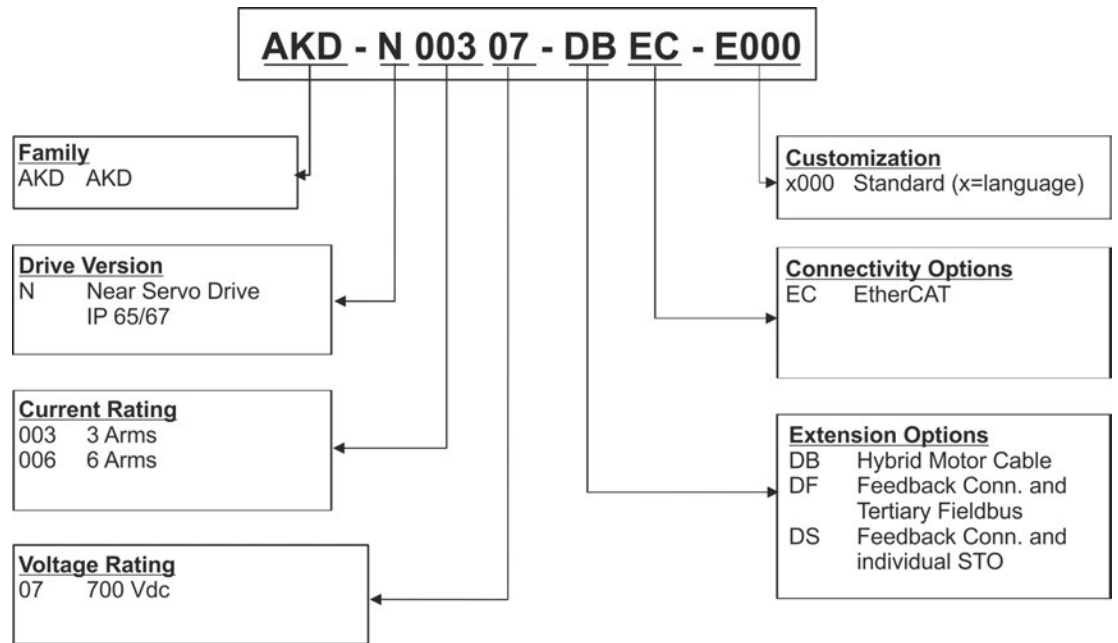 AKD - N 003 07 - DB EC - E000
Family
AKD AKD
Drive Version
N Near Servo Drive
IP 65/67
Current Rating
003 3 Arms
006 6 Arms
Voltage Rating
07 700 Vdc
Customization
x000 Standard (x=language)
Connectivity Options
EC EtherCAT
Extension Options
DB Hybrid Motor Cable
DF Feedback Conn. and
Tertiary Fieldbus
DS Feedback Conn. and
individual STO